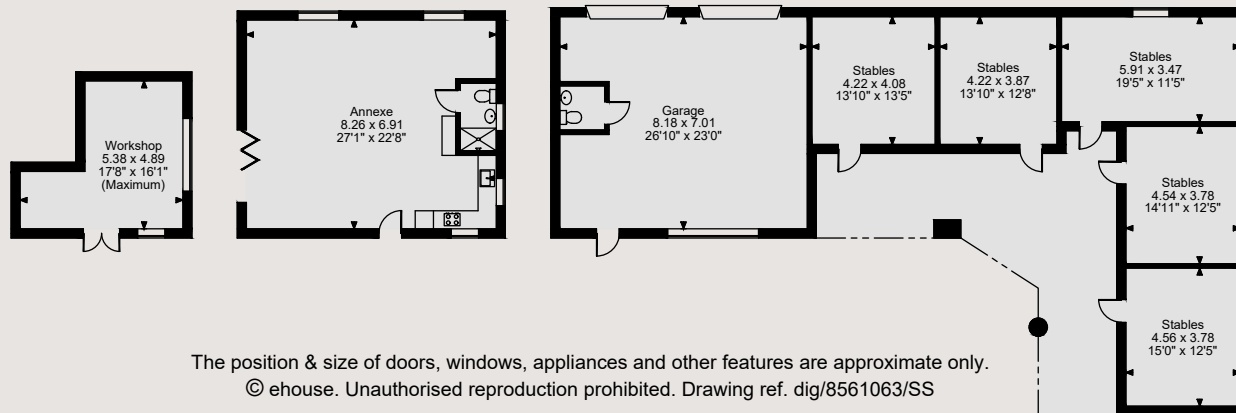 Workshop
5.38 x 4.89
17'8" x 16'1"
(Maximum)
Annexe
8.26 x 6.91
27'1" x 22'8"
Garage
8.18 x 7.01
26'10" x 23'0"
Stables
4.22 x 4.08
13'10" x 13'5"
Stables
4.22 x 3.87
13'10" x 12'8"
Stables
5.91 x 3.47
19'5" x 11'5"
Stables
4.54 x 3.78
14'11" x 12'5"
Stables
4.56 x 3.78
15'0" x 12'5"
The position & size of doors, windows, appliances and other features are approximate only.
© ehouse. Unauthorised reproduction prohibited. Drawing ref. dig/8561063/SS